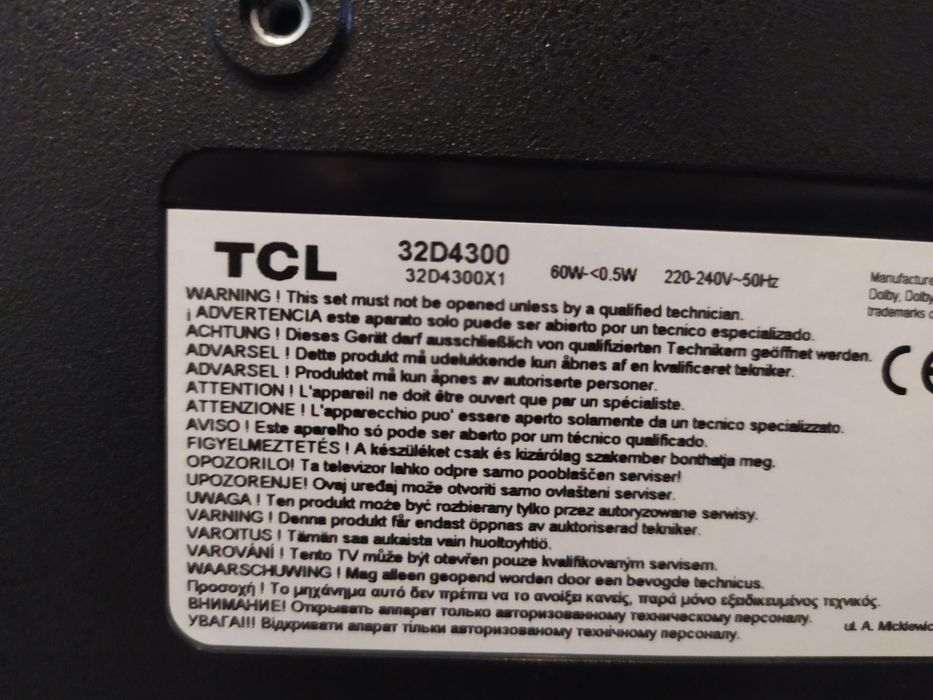 TCL
32D4300
32D4300X1
60W-<0.5W
220-240V~50Hz
Manufacture
Dolby, Dolby
trademarks o
WARNING ! This set must not be opened unless by a qualified technician.
¡ ADVERTENCIA este aparato solo puede ser abierto por un tecnico especializado.
ACHTUNG ! Dieses Gerät darf ausschließlich von qualifizierten Technikern geöffnet werden.
ADVARSEL ! Dette produkt må udelukkende kun åbnes af en kvalificeret tekniker.
ADVARSEL ! Produktet må kun åpnes av autoriserte personer.
ATTENTION ! L'appareil ne doit être ouvert que par un spécialiste.
ATTENZIONE ! L'apparecchio puo' essere aperto solamente da un tecnico specializzato.
AVISO ! Este aparelho só pode ser aberto por um técnico qualificado.
FIGYELMEZTETÉS ! A készüléket csak és kizárólag szakember bonthatja meg.
OPOZORILO! Ta televizor lahko odpre samo pooblaščen serviser!
UPOZORENJE! Ovaj uređaj može otvoriti samo ovlašteni serviser.
UWAGA ! Ten produkt może być rozbierany tylko przez autoryzowane serwisy.
VARNING ! Denna produkt får endast öppnas av auktoriserad tekniker.
VAROITUS ! Tämän saa aukaista vain huoltoyhtiö.
VAROVÁNÍ ! Tento TV může být otevřen pouze kvalifikovaným servisem.
WAARSCHUWING ! Mag alleen geopend worden door een bevogde technicus.
Προσοχή ! Το μηχάνημα αυτό δεν πρέπει να το ανοίξει κανείς, παρά μόνο εξειδικευμένος τεχνικός.
ВНИМАНИЕ! Открывать аппарат только авторизованному техническому персоналу.
УВАГА!!! Відкривати апарат тільки авторизованому технічному персоналу.
ul. A. Mickiewic
CE